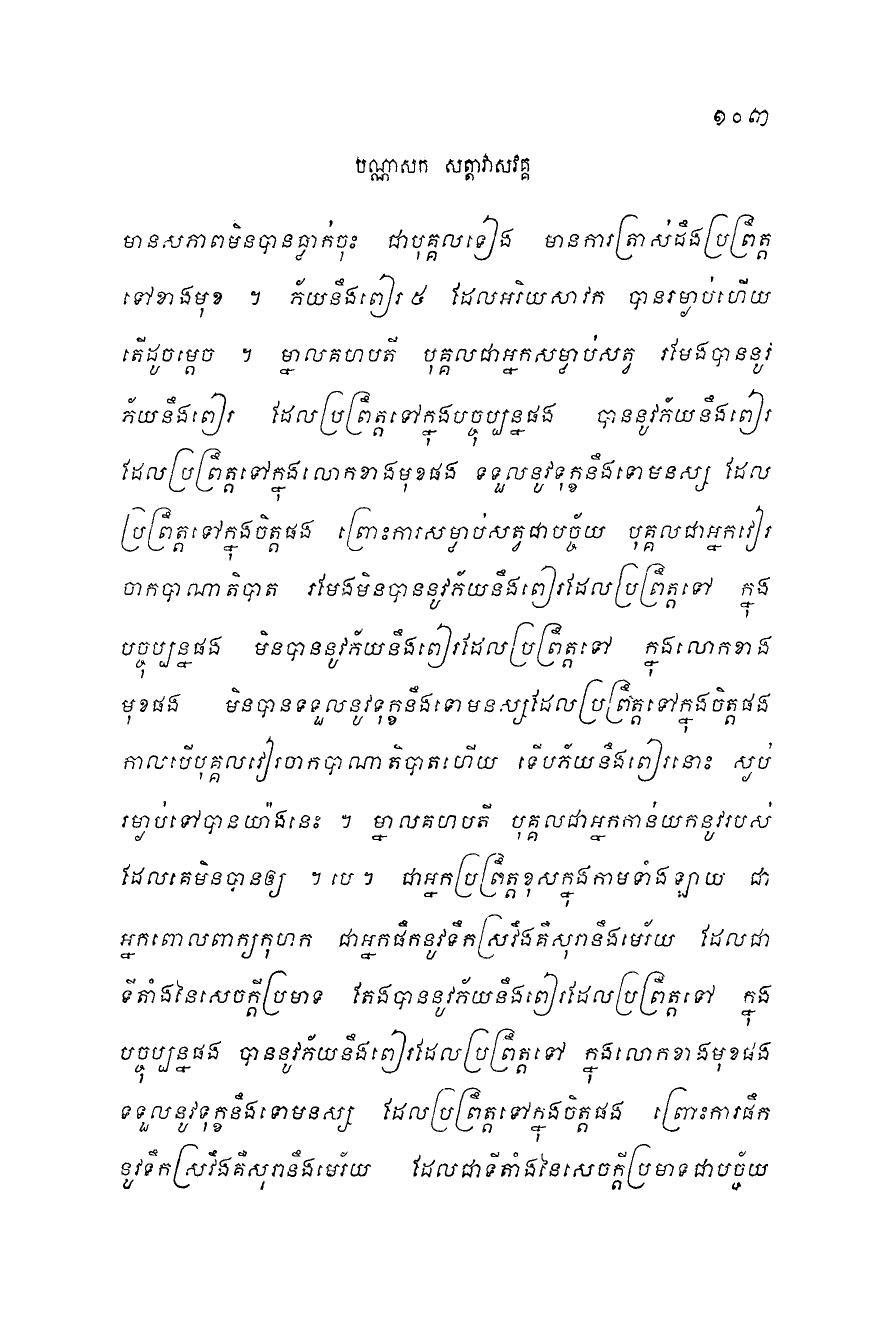 ១០៣
បណ្ណាសក សត្តាវាសវគ្គ
មានសភាពមិនបានធ្លាក់ចុះ ជាបុគ្គលទៀង មានការត្រាស់ដឹងប្រព្រឹត្ត
ទៅខាងមុខ ។ ភ័យនឹងពៀរ ៥ ដែលអរិយសាវក បានរម្ងាប់ហើយ
តើដូចម្តេច ។ ម្នាលគហបតី បុគ្គលជាអ្នកសម្លាប់សត្វ រមែងបាននូវ
ភ័យនឹងពៀរ ដែលប្រព្រឹត្តទៅក្នុងបច្ចុប្បន្នផង បាននូវភ័យនឹងពៀរ
ដែលប្រព្រឹត្តទៅក្នុងលោកខាងមុខផង ទទួលនូវទុក្ខនឹងទោមនស្ស ដែល
ប្រព្រឹត្តទៅក្នុងចិត្តផង ព្រោះការសម្លាប់សត្វជាបច្ច័យ បុគ្គលជាអ្នកវៀរ
ចាកបាណាតិបាត រមែងមិនបាននូវភ័យនឹងពៀរដែលប្រព្រឹត្តទៅ ក្នុង
បច្ចុប្បន្នផង មិនបាននូវភ័យនឹងពៀរដែលប្រព្រឹត្តទៅ ក្នុងលោកខាង
មុខផង មិនបានទទួលនូវទុក្ខនឹងទោមនស្សដែលប្រព្រឹត្តទៅក្នុងចិត្តផង
កាលបើបុគ្គលវៀរចាកបាណាតិបាតហើយ ទើបភ័យនឹងពៀរនោះ ស្ងប់
រម្ងាប់ទៅបានយ៉ាងនេះ ។ ម្នាលគហបតី បុគ្គលជាអ្នកកាន់យកនូវរបស់
ដែលគេមិនបានឲ្យ ។ បេ ។ ជាអ្នកប្រព្រឹត្តខុសក្នុងកាមទាំងឡាយ ជា
អ្នកពោលពាក្យកុហក ជាអ្នកផឹកនូវទឹកស្រវឹងគឺសុរានឹងមេរ័យ ដែលជា
ទីតាំងនៃសេចក្តីប្រមាទ តែងបាននូវភ័យនឹងពៀរដែលប្រព្រឹត្តទៅ ក្នុង
បច្ចុប្បន្នផង បាននូវភ័យនឹងពៀរដែលប្រព្រឹត្តទៅ ក្នុងលោកខាងមុខផង
ទទួលនូវទុក្ខនឹងទោមនស្ស ដែលប្រព្រឹត្តទៅក្នុងចិត្តផង ព្រោះការផឹក
នូវទឹកស្រវឹងគឺសុរានឹងមេរ័យ ដែលជាទីតាំងនៃសេចក្តីប្រមាទជាបច្ច័យ